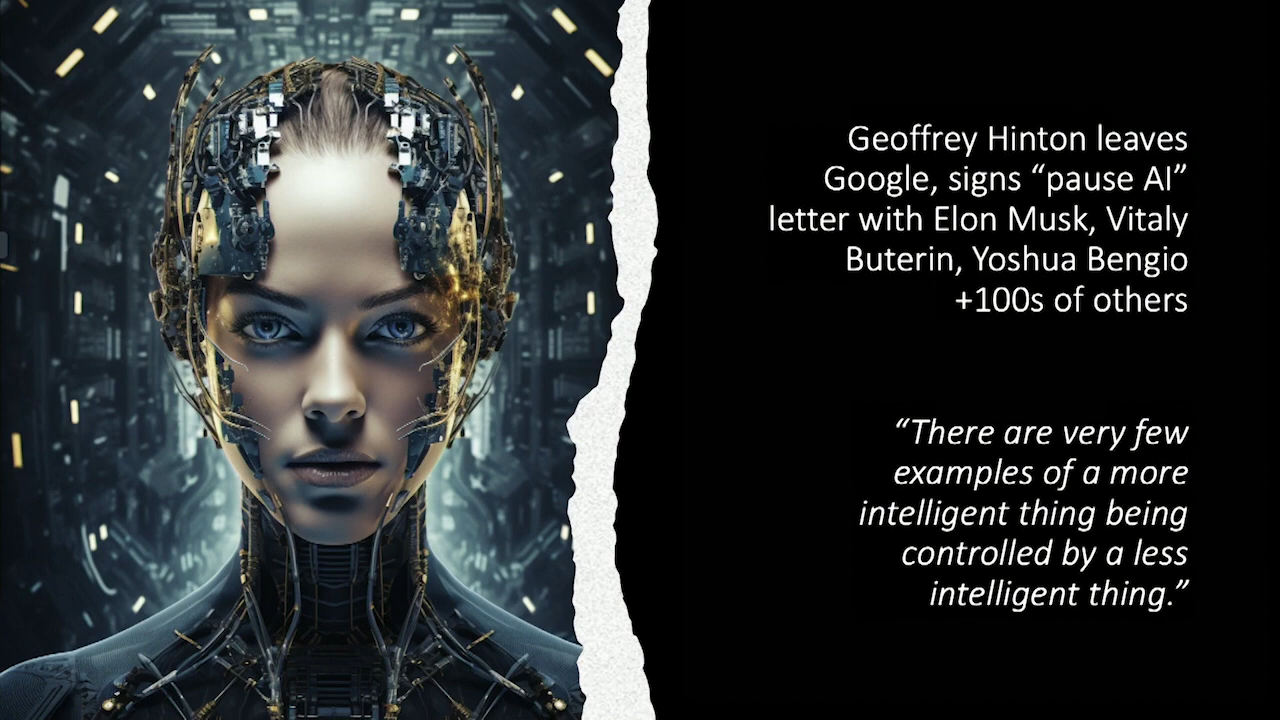 Geoffrey Hinton leaves
Google, signs “pause AI”
letter with Elon Musk, Vitaly
Buterin, Yoshua Bengio
+100s of others
“There are very few
examples of a more
intelligent thing being
controlled by a less
intelligent thing.”